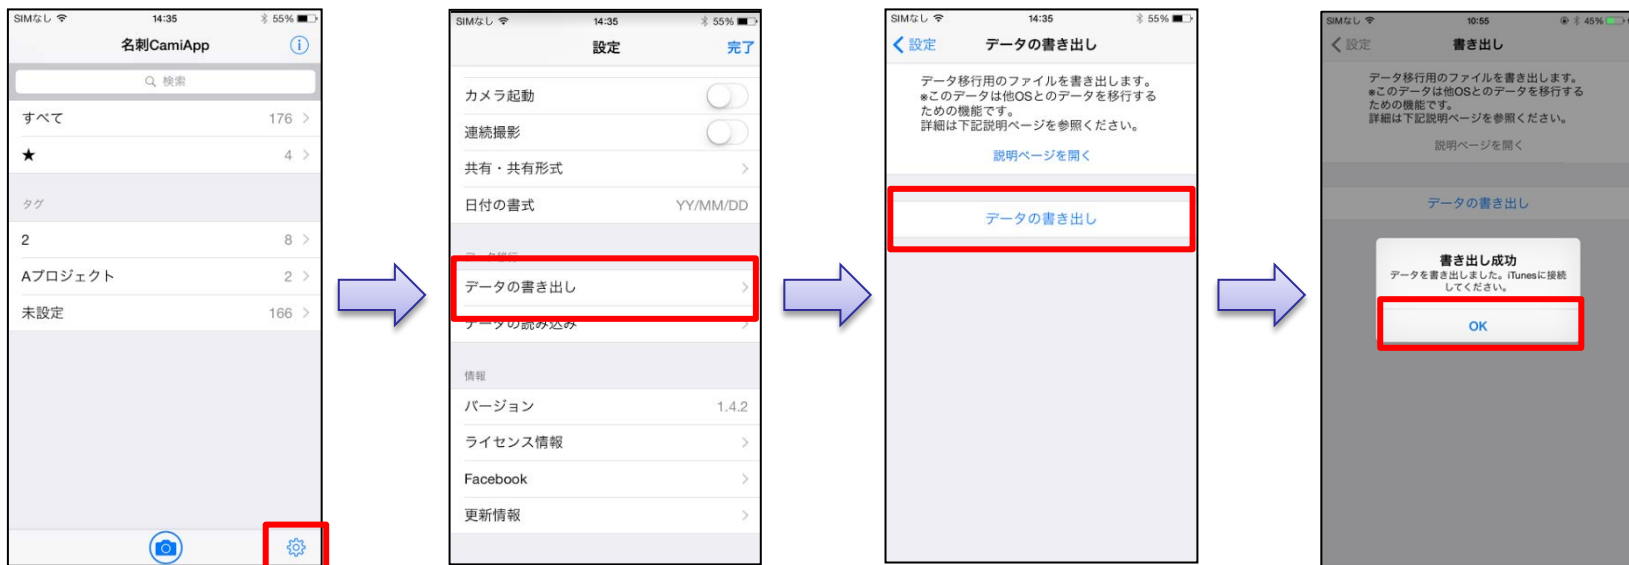 SIMなし 14:35 55%
名刺CamiApp
検索
すべて 176
★ 4
タグ
2 8
Aプロジェクト 2
未設定 166
SIMなし 14:35 55%
設定 完了
カメラ起動
連続撮影
共有・共有形式
日付の書式 YY/MM/DD
データ移行
データの書き出し
データの読み込み
情報
バージョン 1.4.2
ライセンス情報
Facebook
更新情報
SIMなし 14:35 55%
設定 データの書き出し
データ移行用のファイルを書き出します。
※このデータは他OSとのデータを移行する
ための機能です。
詳細は下記説明ページを参照ください。
説明ページを開く
データの書き出し
SIMなし 10:55 45%
設定 書き出し
データ移行用のファイルを書き出します。
※このデータは他OSとのデータを移行する
ための機能です。
詳細は下記説明ページを参照ください。
説明ページを開く
データの書き出し
書き出し成功
データを書き出しました。iTunesに接続
してください。
OK